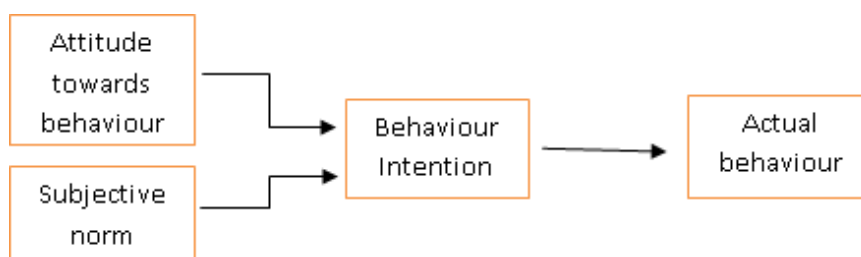 Attitude
towards
behaviour
Subjective
norm
Behaviour
Intention
Actual
behaviour